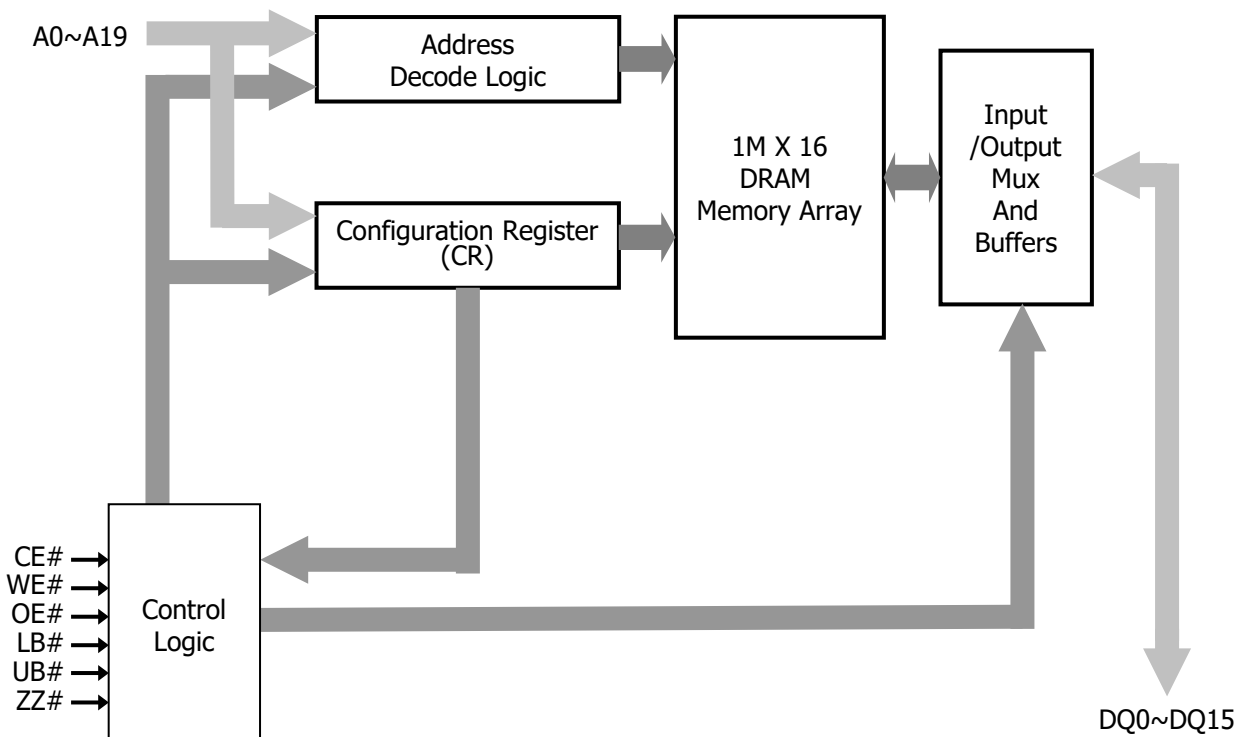 A0~A19
Address
Decode Logic
Configuration Register
(CR)
1M X 16
DRAM
Memory Array
Input
/Output
Mux
And
Buffers
CE#
WE#
OE#
LB#
UB#
ZZ#
Control
Logic
DQ0~DQ15